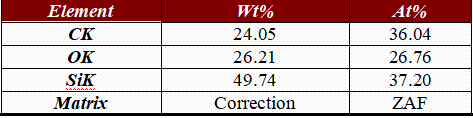 Element Wt% At%
CK 24.05 36.04
OK 26.21 26.76
SiK 49.74 37.20
Matrix Correction ZAF